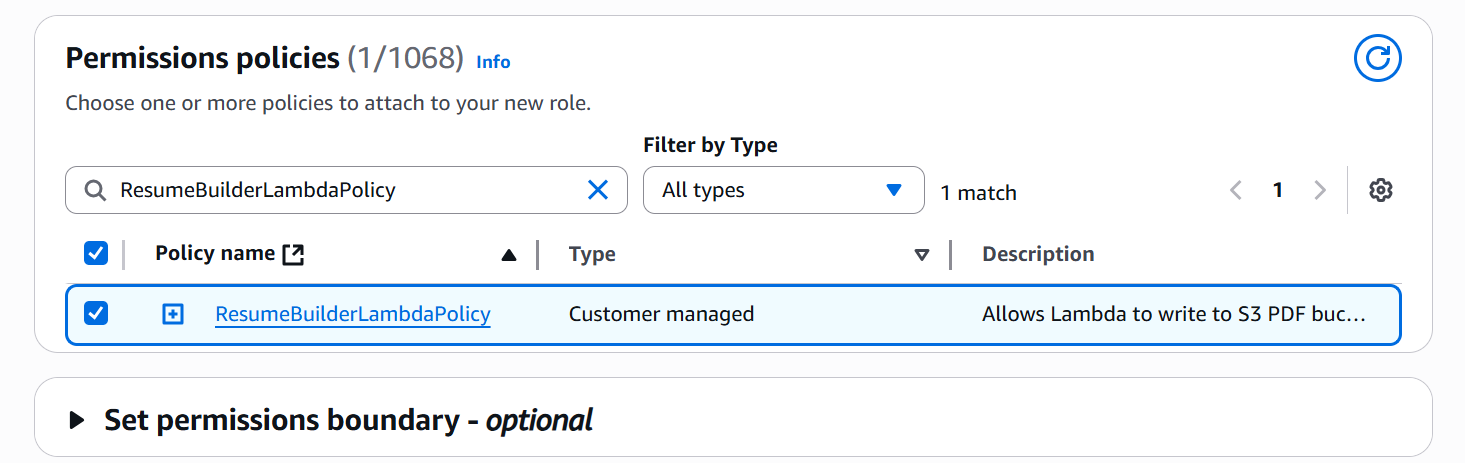 Permissions policies (1/1068) Info
Choose one or more policies to attach to your new role.
Filter by Type
ResumeBuilderLambdaPolicy All types 1 match 1
Policy name Type Description
ResumeBuilderLambdaPolicy Customer managed Allows Lambda to write to S3 PDF buc...
Set permissions boundary - optional